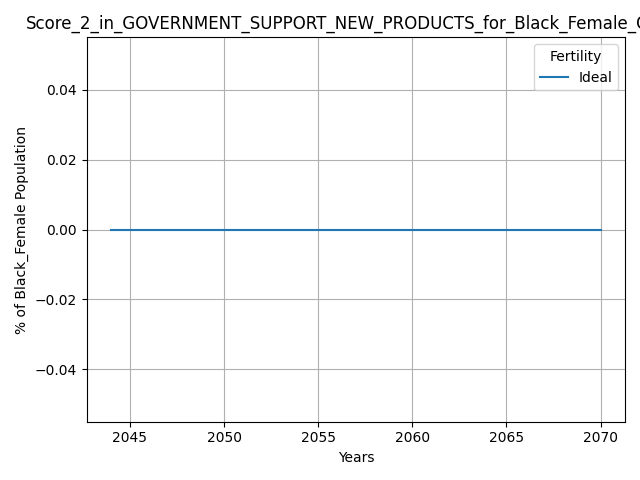 Score_2_in_GOVERNMENT_SUPPORT_NEW_PRODUCTS_for_Black_Female_
Fertility
Ideal
0.04
0.02
0.00
−0.02
−0.04
% of Black_Female Population
2045 2050 2055 2060 2065 2070
Years